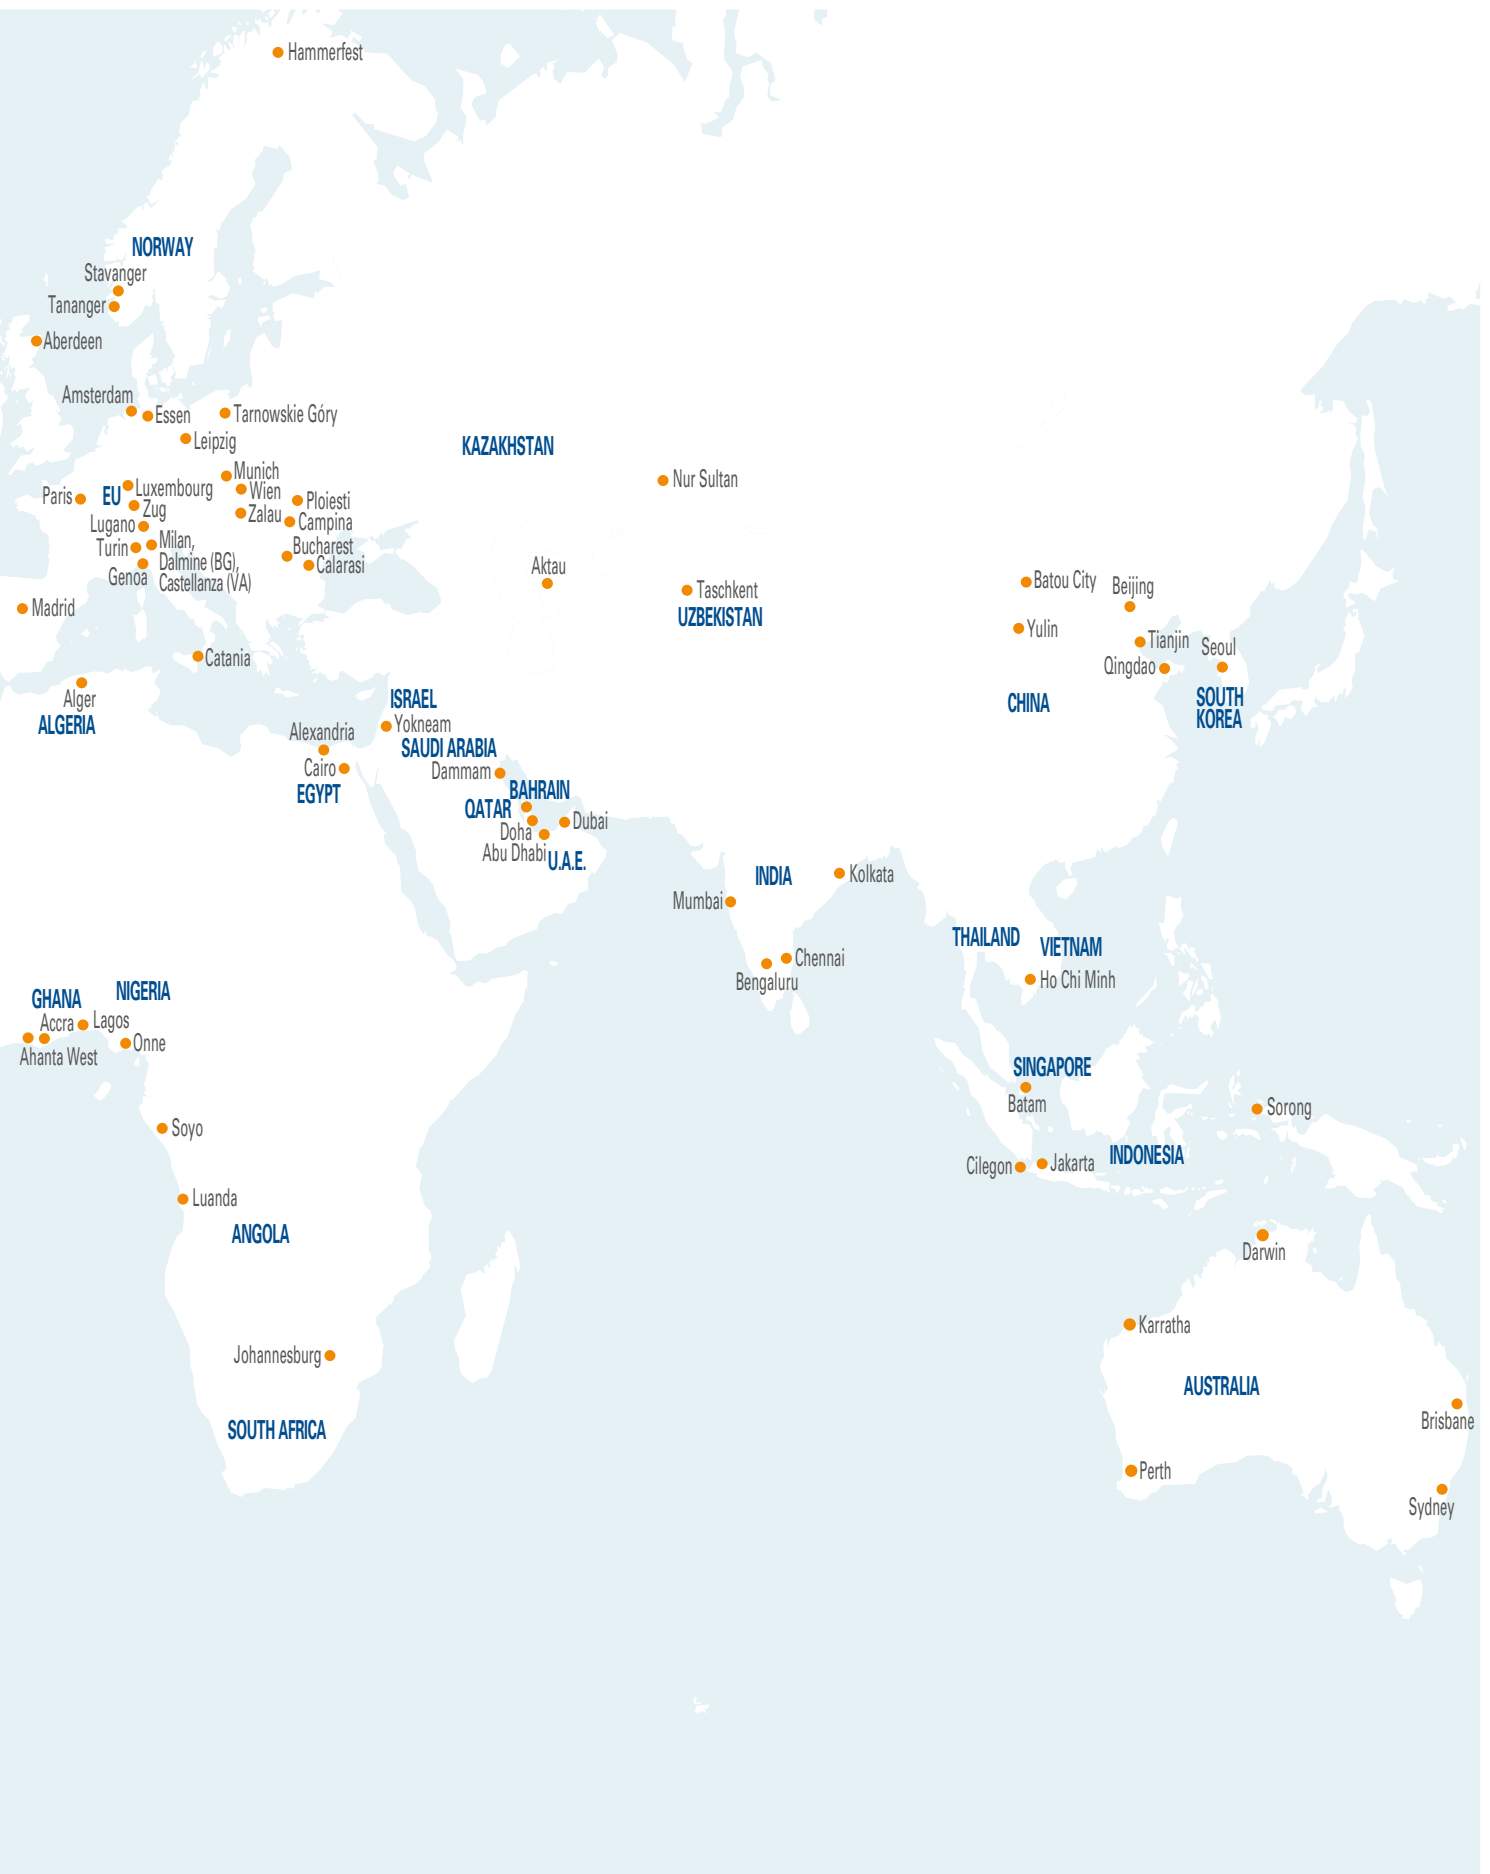 Hammerfest
NORWAY
Stavanger
Tananger
Aberdeen
Amsterdam
Essen
Tarnowskie Góry
Leipzig
KAZAKHSTAN
Munich
Nur Sultan
Luxembourg
Wien
Paris
EU
Ploiesti
Zug
Zalau
Campina
Lugano
Milan,
Turin
Bucharest
Dalmine (BG),
Calarasi
Genoa
Castellanza (VA)
Aktau
Taschkent
UZBEKISTAN
Batou City
Beijing
Madrid
Yulin
Tianjin
Seoul
Catania
Qingdao
Alger
ALGERIA
ISRAEL
CHINA
SOUTH
KOREA
Yokneam
Alexandria
SAUDI ARABIA
Cairo
Dammam
EGYPT
BAHRAIN
QATAR
Doha
Dubai
Abu Dhabi
U.A.E.
INDIA
Kolkata
Mumbai
THAILAND
VIETNAM
Chennai
Bengaluru
Ho Chi Minh
NIGERIA
GHANA
Accra
Lagos
Onne
Ahanta West
SINGAPORE
Batam
Sorong
Soyo
INDONESIA
Cilegon
Jakarta
Luanda
ANGOLA
Darwin
Karratha
Johannesburg
AUSTRALIA
Brisbane
SOUTH AFRICA
Perth
Sydney